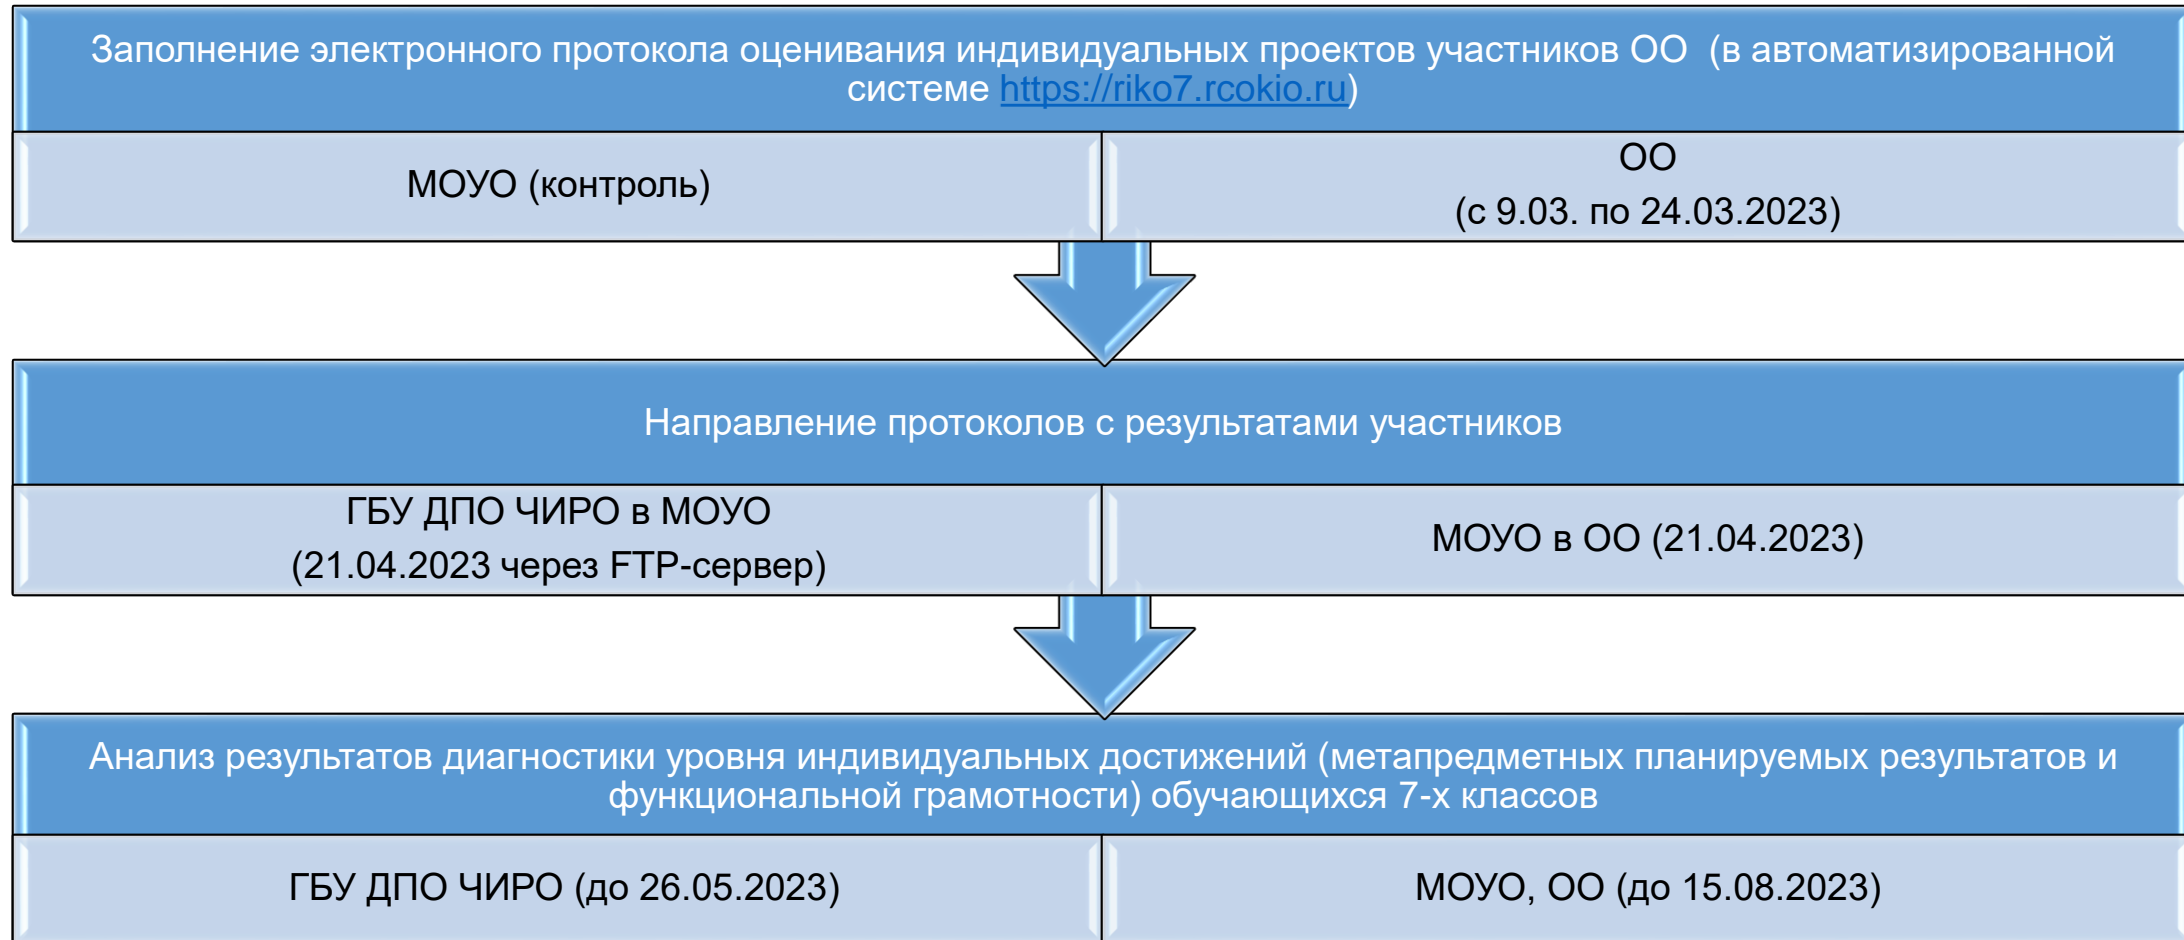 Заполнение электронного протокола оценивания индивидуальных проектов участников ОО  (в автоматизированной
системе https://riko7.rcokio.ru)
МОУО (контроль)
ОО
(с 9.03. по 24.03.2023)
Направление протоколов с результатами участников
ГБУ ДПО ЧИРО в МОУО
(21.04.2023 через FTP-сервер)
МОУО в ОО (21.04.2023)
Анализ результатов диагностики уровня индивидуальных достижений (метапредметных планируемых результатов и
функциональной грамотности) обучающихся 7-х классов
ГБУ ДПО ЧИРО (до 26.05.2023)
МОУО, ОО (до 15.08.2023)